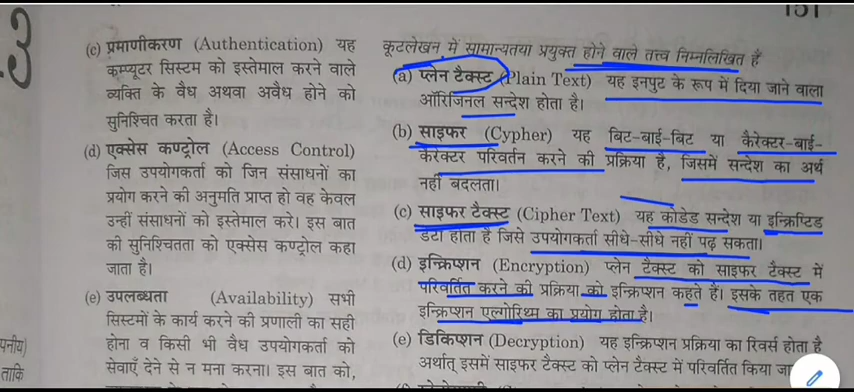 151
(c) प्रमाणीकरण (Authentication) यह
कम्प्यूटर सिस्टम को इस्तेमाल करने वाले
व्यक्ति के वैध अथवा अवैध होने को
सुनिश्चित करता है।
(d) एक्सेस कण्ट्रोल (Access Control)
जिस उपयोगकर्ता को जिन संसाधनों का
प्रयोग करने की अनुमति प्राप्त हो वह केवल
उन्हीं संसाधनों को इस्तेमाल करे। इस बात
की सुनिश्चितता को एक्सेस कण्ट्रोल कहा
जाता है।
(e) उपलब्धता (Availability) सभी
सिस्टमों के कार्य करने की प्रणाली का सही
होना व किसी भी वैध उपयोगकर्ता को
सेवाएँ देने से न मना करना। इस बात को,
कूटलेखन में सामान्यतया प्रयुक्त होने वाले तत्त्व निम्नलिखित हैं
(a) प्लेन टैक्स्ट (Plain Text) यह इनपुट के रूप में दिया जाने वाला
ऑरिजिनल सन्देश होता है।
(b) साइफर (Cypher) यह बिट-बाई-बिट या कैरेक्टर-बाई-
कैरेक्टर परिवर्तन करने की प्रक्रिया है, जिसमें सन्देश का अर्थ
नहीं बदलता।
(c) साइफर टैक्स्ट (Cipher Text) यह कोडेड सन्देश या इन्क्रिप्टिड
डेटा होता है जिसे उपयोगकर्ता सीधे-सीधे नहीं पढ़ सकता।
(d) इन्क्रिप्शन (Encryption) प्लेन टैक्स्ट को साइफर टैक्स्ट में
परिवर्तित करने की प्रक्रिया को इन्क्रिप्शन कहते हैं। इसके तहत एक
इन्क्रिप्शन एल्गोरिथ्म का प्रयोग होता है।
(e) डिकिप्शन (Decryption) यह इन्क्रिप्शन प्रक्रिया का रिवर्स होता है
अर्थात् इसमें साइफर टैक्स्ट को प्लेन टैक्स्ट में परिवर्तित किया
ताकि